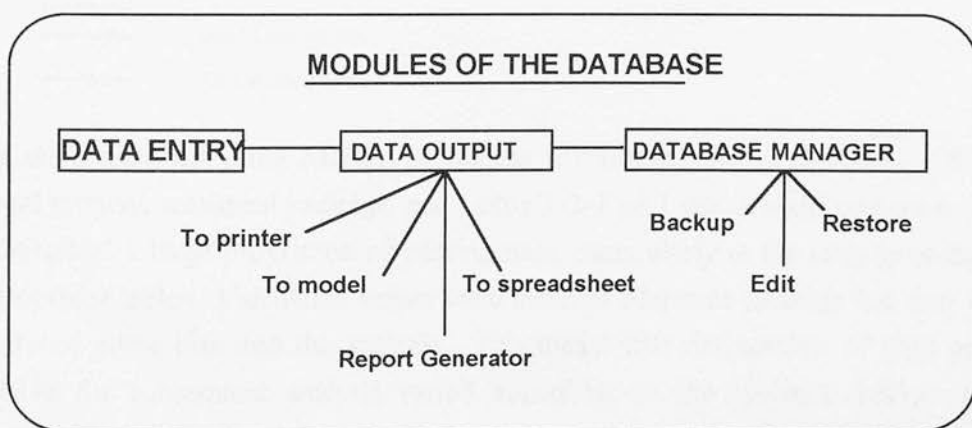 MODULES OF THE DATABASE
DATA ENTRY
DATA OUTPUT
DATABASE MANAGER
To printer
To model
Report Generator
To spreadsheet
Backup
Edit
Restore